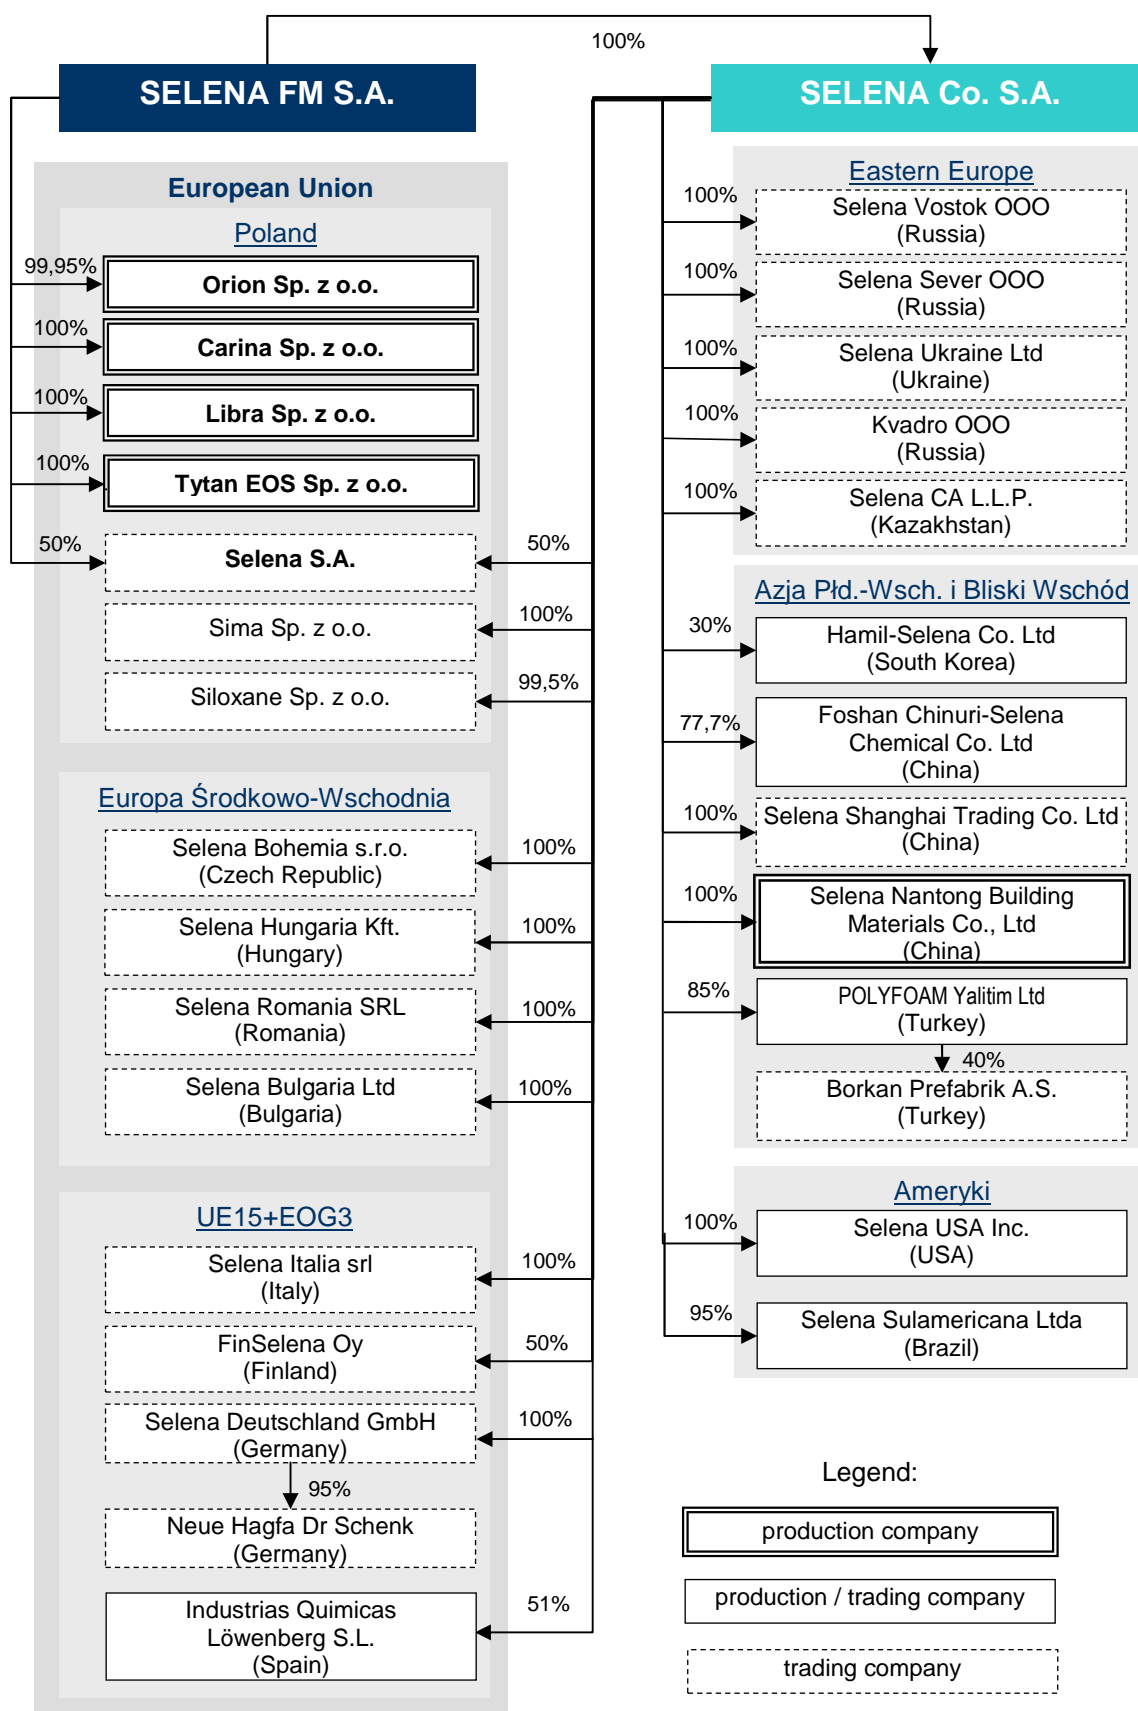 100%
SELENA FM S.A.
SELENA Co. S.A.
European Union
Poland
99,95%
Orion Sp. z o.o.
100%
Carina Sp. z o.o.
100%
Libra Sp. z o.o.
100%
Tytan EOS Sp. z o.o.
50%
Selena S.A.
50%
Sima Sp. z o.o.
100%
Siloxane Sp. z o.o.
99,5%
Europa Środkowo-Wschodnia
Selena Bohemia s.r.o.
(Czech Republic)
100%
Selena Hungaria Kft.
(Hungary)
100%
Selena Romania SRL
(Romania)
100%
Selena Bulgaria Ltd
(Bulgaria)
100%
UE15+EOG3
Selena Italia srl
(Italy)
100%
FinSelena Oy
(Finland)
50%
Selena Deutschland GmbH
(Germany)
100%
95%
Neue Hagfa Dr Schenk
(Germany)
Industrias Quimicas
Löwenberg S.L.
(Spain)
51%
Eastern Europe
100%
Selena Vostok OOO
(Russia)
100%
Selena Sever OOO
(Russia)
100%
Selena Ukraine Ltd
(Ukraine)
100%
Kvadro OOO
(Russia)
100%
Selena CA L.L.P.
(Kazakhstan)
Azja Płd.-Wsch. i Bliski Wschód
30%
Hamil-Selena Co. Ltd
(South Korea)
77,7%
Foshan Chinuri-Selena
Chemical Co. Ltd
(China)
100%
Selena Shanghai Trading Co. Ltd
(China)
100%
Selena Nantong Building
Materials Co., Ltd
(China)
85%
POLYFOAM Yalitim Ltd
(Turkey)
40%
Borkan Prefabrik A.S.
(Turkey)
Ameryki
100%
Selena USA Inc.
(USA)
95%
Selena Sulamericana Ltda
(Brazil)
Legend:
production company
production / trading company
trading company